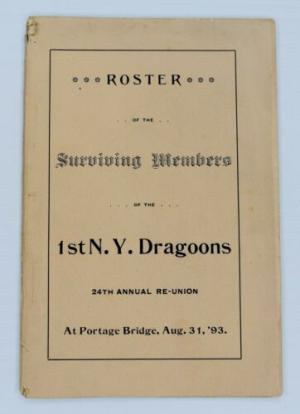 ROSTER
OF THE
Surviving Members
OF THE
1st N. Y. Dragoons
24TH ANNUAL RE-UNION
At Portage Bridge, Aug. 31, '93.